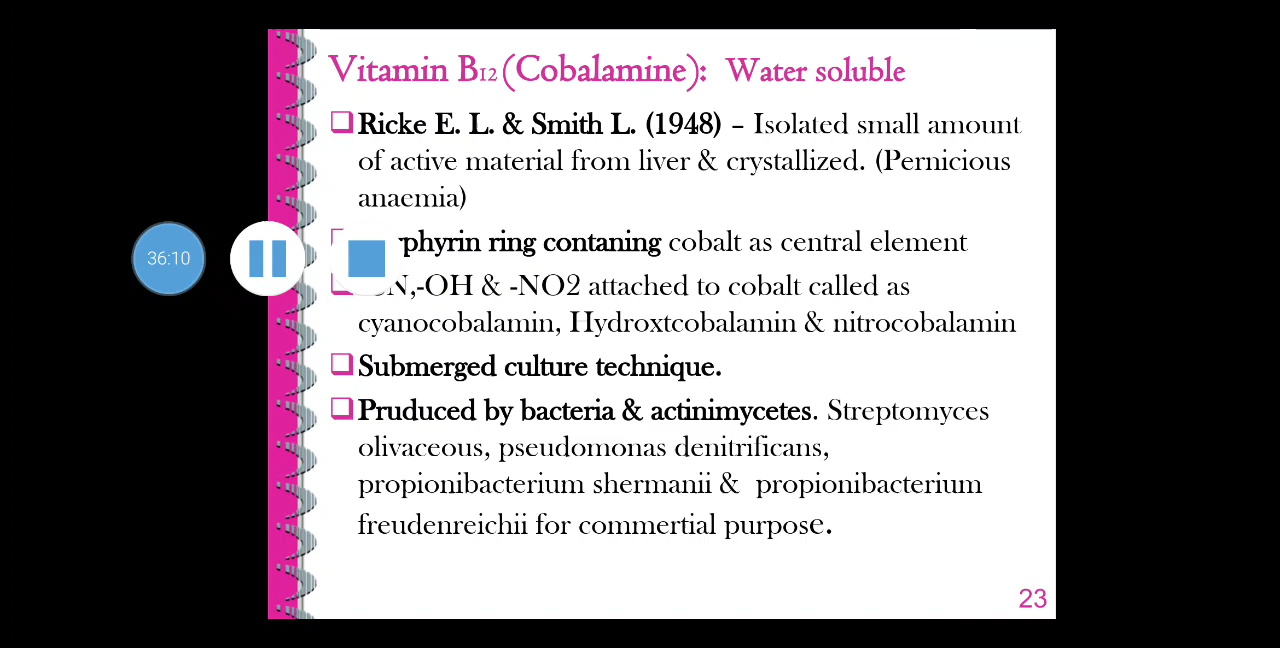 Vitamin B12 (Cobalamine): Water soluble
Ricke E. L. & Smith L. (1948) – Isolated small amount
of active material from liver & crystallized. (Pernicious
anaemia)
ring contaning cobalt as central element
36:10
,-OH & -NO2 attached to cobalt called as
cyanocobalamin, Hydroxtcobalamin & nitrocobalamin
Submerged culture technique.
Pruduced by bacteria & actinimycetes. Streptomyces
olivaceous, pseudomonas denitrificans,
propionibacterium shermanii & propionibacterium
freudenreichii for commertial purpose.
23